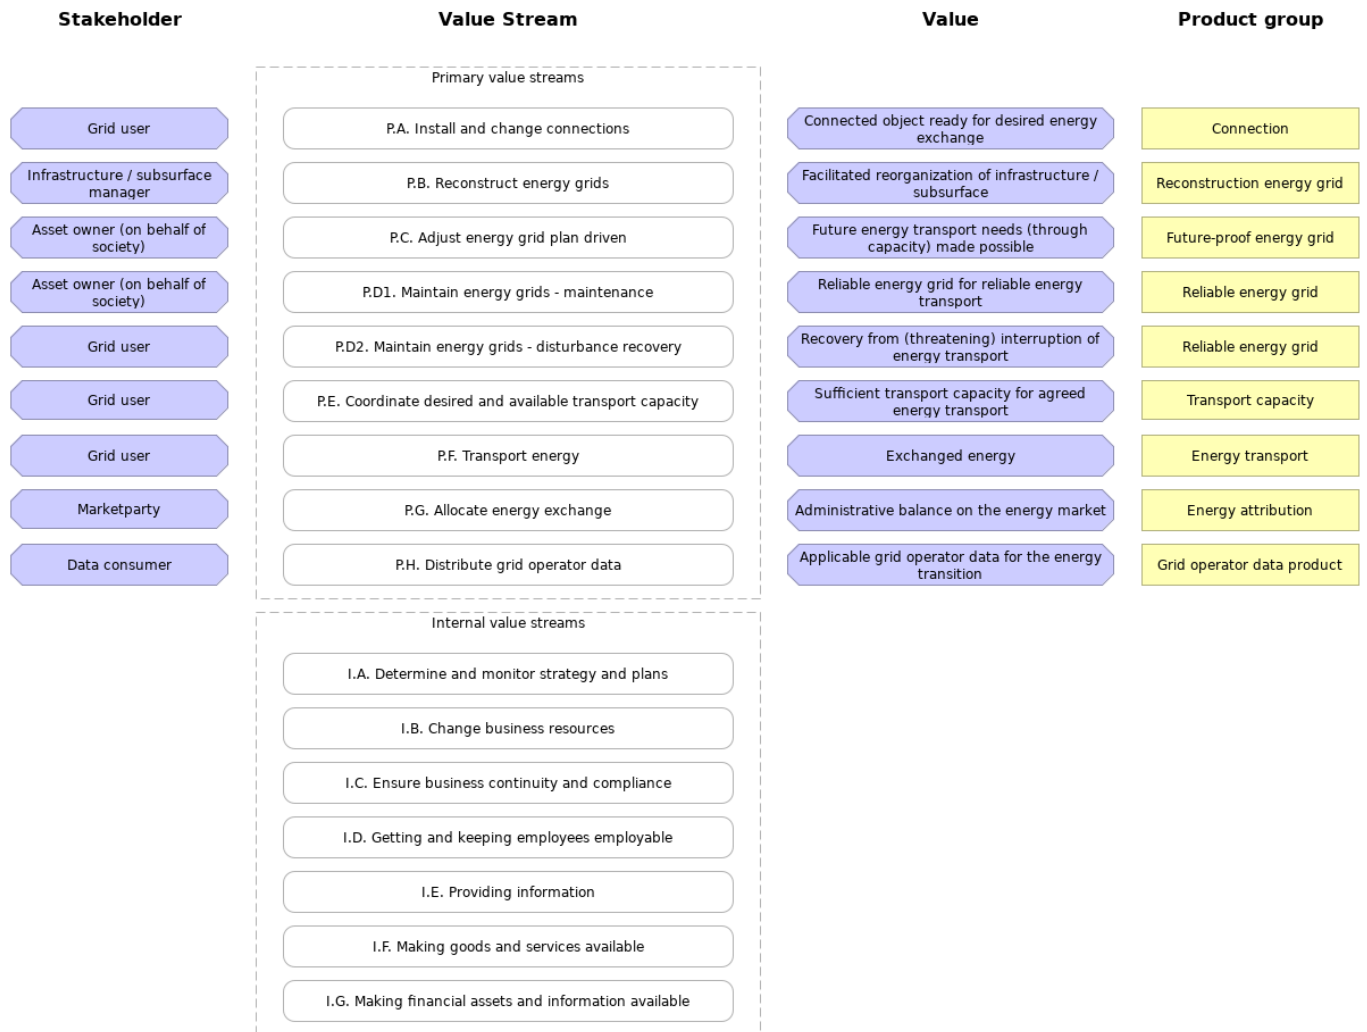 Stakeholder
Value Stream
Value
Product group
Primary value streams
Grid user
P.A. Install and change connections
Connected object ready for desired energy
exchange
Connection
Infrastructure / subsurface
manager
P.B. Reconstruct energy grids
Facilitated reorganization of infrastructure /
subsurface
Reconstruction energy grid
Asset owner (on behalf of
society)
P.C. Adjust energy grid plan driven
Future energy transport needs (through
capacity) made possible
Future-proof energy grid
Asset owner (on behalf of
society)
P.D1. Maintain energy grids - maintenance
Reliable energy grid for reliable energy
transport
Reliable energy grid
Grid user
P.D2. Maintain energy grids - disturbance recovery
Recovery from (threatening) interruption of
energy transport
Reliable energy grid
Grid user
P.E. Coordinate desired and available transport capacity
Sufficient transport capacity for agreed
energy transport
Transport capacity
Grid user
P.F. Transport energy
Exchanged energy
Energy transport
Marketparty
P.G. Allocate energy exchange
Administrative balance on the energy market
Energy attribution
Data consumer
P.H. Distribute grid operator data
Applicable grid operator data for the energy
transition
Grid operator data product
Internal value streams
I.A. Determine and monitor strategy and plans
I.B. Change business resources
I.C. Ensure business continuity and compliance
I.D. Getting and keeping employees employable
I.E. Providing information
I.F. Making goods and services available
I.G. Making financial assets and information available